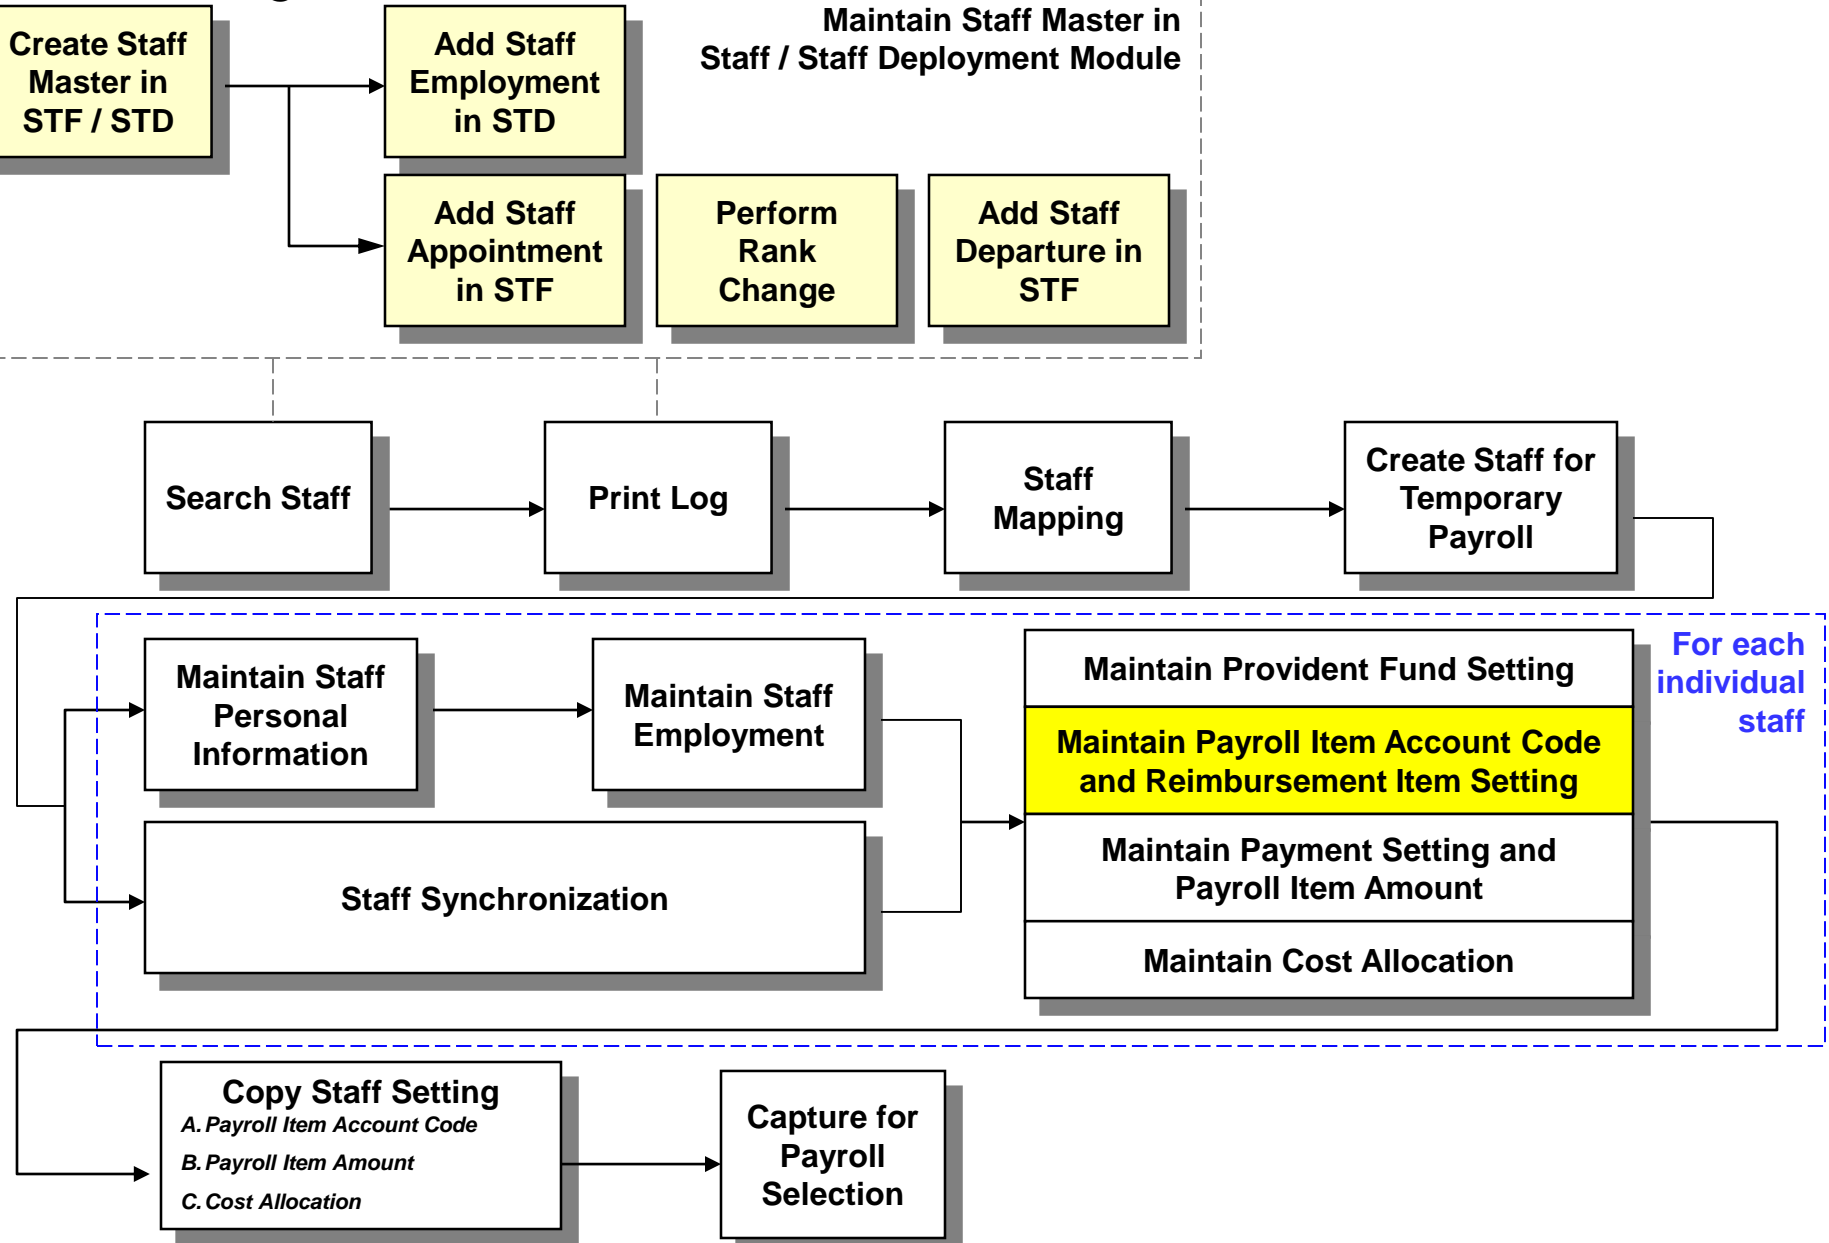 Create Staff
Master in
STF / STD
Add Staff
Employment
in STD
Maintain Staff Master in
Staff / Staff Deployment Module
Add Staff
Appointment
in STF
Perform
Rank
Change
Add Staff
Departure in
STF
Search Staff
Print Log
Staff
Mapping
Create Staff for
Temporary
Payroll
For each
individual
staff
Maintain Staff
Personal
Information
Maintain Staff
Employment
Staff Synchronization
Maintain Provident Fund Setting
Maintain Payroll Item Account Code
and Reimbursement Item Setting
Maintain Payment Setting and
Payroll Item Amount
Maintain Cost Allocation
Copy Staff Setting
A. Payroll Item Account Code
B. Payroll Item Amount
C. Cost Allocation
Capture for
Payroll
Selection